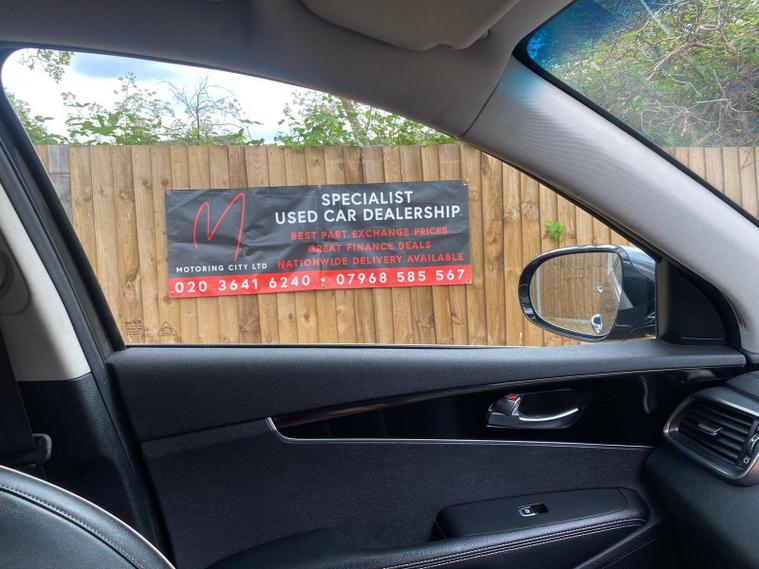 SPECIALIST
USED CAR DEALERSHIP
BEST PART EXCHANGE PRICES
GREAT FINANCE DEALS
NATIONWIDE DELIVERY AVAILABLE
M
MOTORING CITY LTD
020 3641 6240 • 07968 585 567